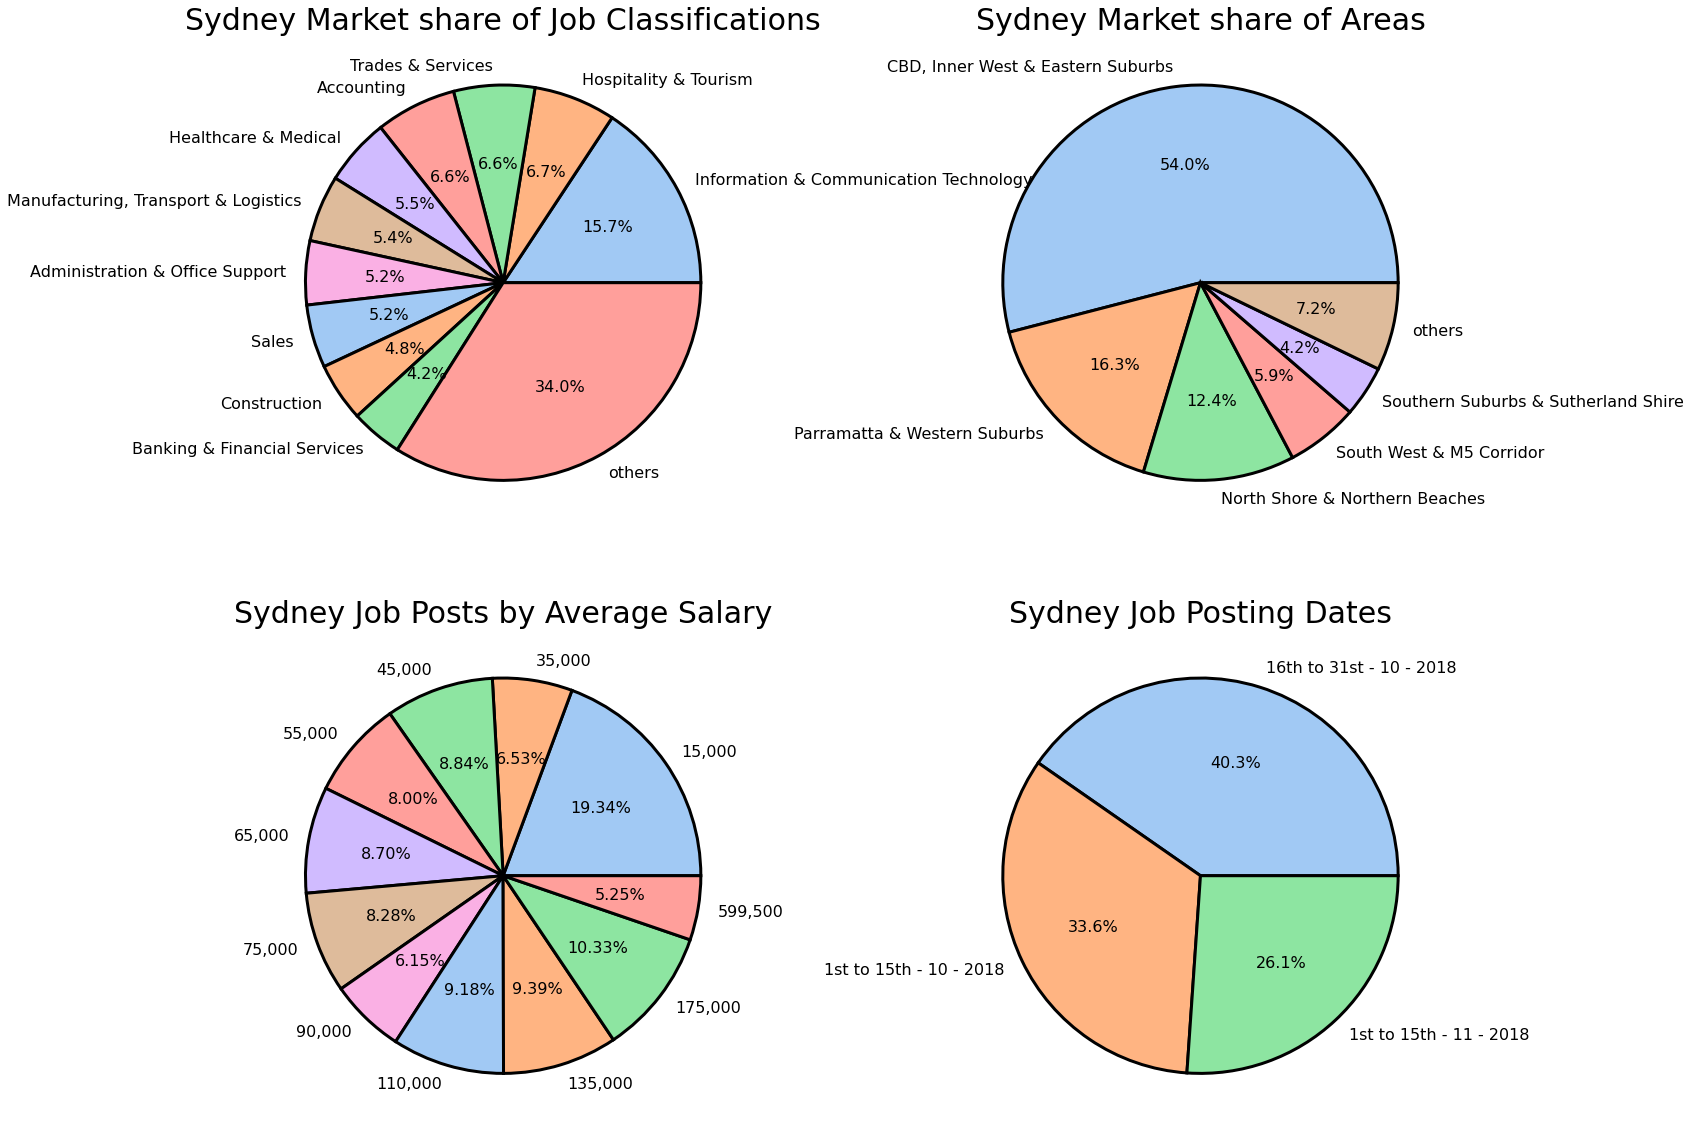 Sydney Market share of Job Classifications
Trades & Services
Accounting
Hospitality & Tourism
Healthcare & Medical
Information & Communication Technology
Manufacturing, Transport & Logistics
Administration & Office Support
Sales
Construction
Banking & Financial Services
others
6.6%
6.7%
6.6%
5.5%
15.7%
5.4%
5.2%
5.2%
4.8%
4.2%
34.0%
Sydney Market share of Areas
CBD, Inner West & Eastern Suburbs
54.0%
7.2%
others
4.2%
16.3%
5.9%
12.4%
Southern Suburbs & Sutherland Shire
Parramatta & Western Suburbs
South West & M5 Corridor
North Shore & Northern Beaches
Sydney Job Posts by Average Salary
35,000
45,000
55,000
15,000
6.53%
8.84%
8.00%
19.34%
65,000
8.70%
5.25%
599,500
8.28%
75,000
10.33%
6.15%
9.18%
9.39%
175,000
90,000
110,000
135,000
Sydney Job Posting Dates
16th to 31st - 10 - 2018
40.3%
33.6%
26.1%
1st to 15th - 10 - 2018
1st to 15th - 11 - 2018